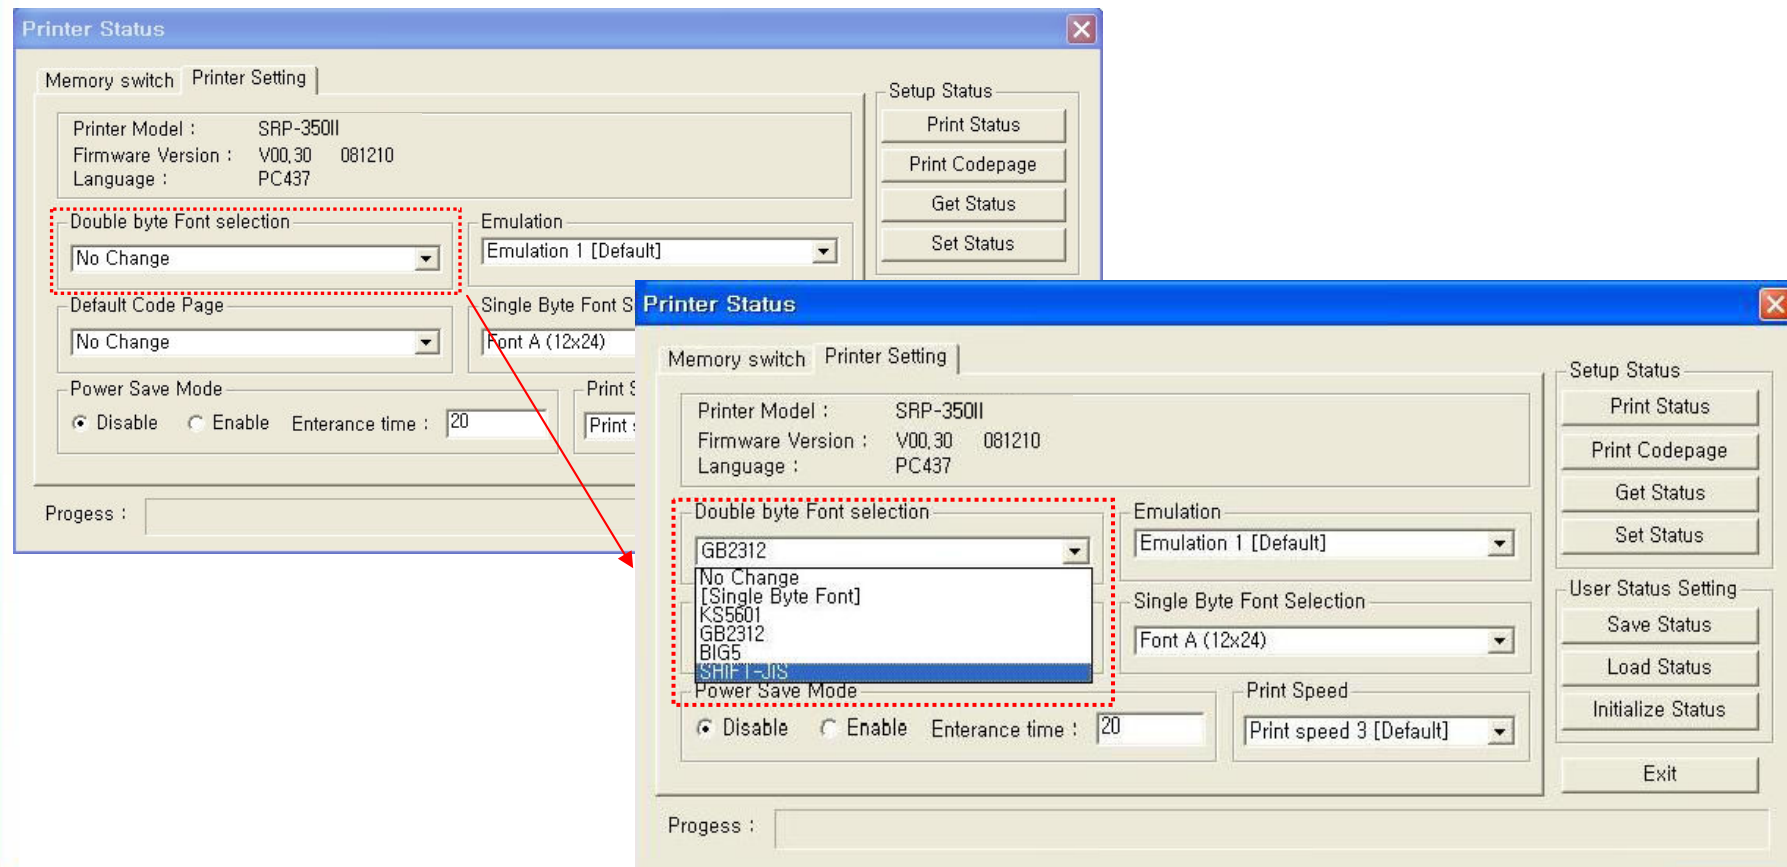 Printer Status
Memory switch
Printer Setting
Printer Model :
SRP-350II
Firmware Version :
V00,30
081210
Language :
PC437
Double byte Font selection
No Change
Emulation
Emulation 1 [Default]
Default Code Page
No Change
Single Byte Font S
Font A (12x24)
Power Save Mode
Disable
Enable
Enterance time :
20
Print S
Print s
Progess :
Setup Status
Print Status
Print Codepage
Get Status
Set Status
Printer Status
Memory switch
Printer Setting
Printer Model :
SRP-350II
Firmware Version :
V00,30
081210
Language :
PC437
Double byte Font selection
GB2312
No Change
[Single Byte Font]
KS5601
GB2312
BIG5
SHIFT-JIS
Emulation
Emulation 1 [Default]
Single Byte Font Selection
Font A (12x24)
Power Save Mode
Disable
Enable
Enterance time :
20
Print Speed
Print speed 3 [Default]
Progess :
Setup Status
Print Status
Print Codepage
Get Status
Set Status
User Status Setting
Save Status
Load Status
Initialize Status
Exit